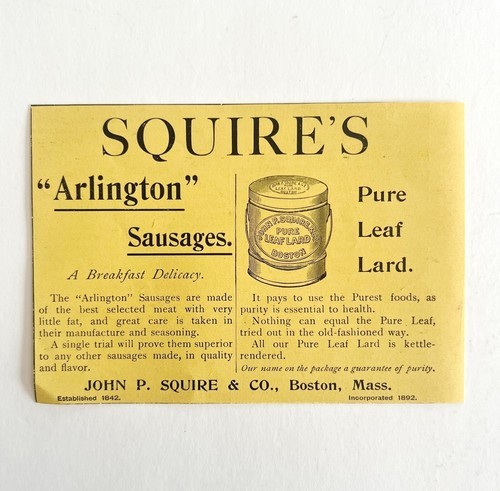 SQUIRE'S
"Arlington"
Sausages.
A Breakfast Delicacy.
The "Arlington" Sausages are made
of the best selected meat with very
little fat, and great care is taken in
their manufacture and seasoning.
A single trial will prove them superior
to any other sausages made, in quality
and flavor.
PURE
LEAF LARD
BOSTON
Pure
Leaf
Lard.
It pays to use the Purest foods, as
purity is essential to health.
Nothing can equal the Pure Leaf,
tried out in the old-fashioned way.
All our Pure Leaf Lard is kettle-
rendered.
Our name on the package a guarantee of purity.
JOHN P. SQUIRE & CO., Boston, Mass.
Established 1842.
Incorporated 1892.